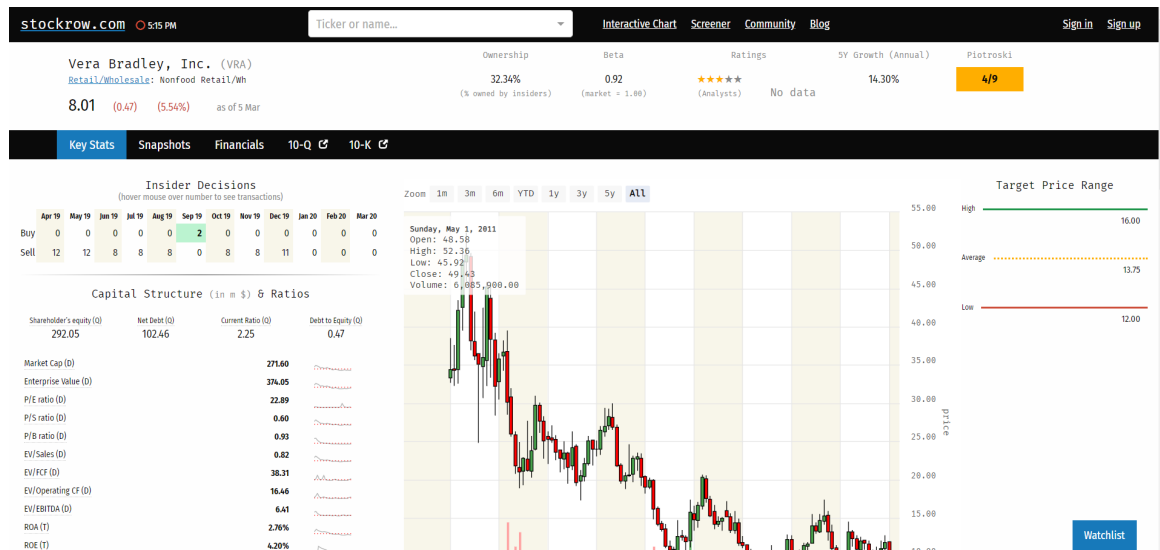 stockrow.com 5:15 PM Ticker or name... Interactive Chart Screener Community Blog Sign in Sign up
Vera Bradley, Inc. (VRA)
Retail/Wholesale: Nonfood Retail/Wh
8.01 (0.47) (5.54%) as of 5 Mar
Ownership Beta Ratings 5Y Growth (Annual) Piotroski
32.34% 0.92 ★★★★★ 14.30% 4/9
(% owned by insiders) (market = 1.00) (Analysts) No data
Key Stats Snapshots Financials 10-Q 10-K
Insider Decisions
(hover mouse over number to see transactions)
Apr 19 May 19 Jun 19 Jul 19 Aug 19 Sep 19 Oct 19 Nov 19 Dec 19 Jan 20 Feb 20 Mar 20
Buy 0 0 0 0 0 2 0 0 0 0 0 0
Sell 12 12 8 8 8 0 8 8 11 0 0 0
Capital Structure (in m $) & Ratios
Shareholder's equity (Q) Net Debt (Q) Current Ratio (Q) Debt to Equity (Q)
292.05 102.46 2.25 0.47
Market Cap (D) 271.60
Enterprise Value (D) 374.05
P/E ratio (D) 22.89
P/S ratio (D) 0.60
P/B ratio (D) 0.93
EV/Sales (D) 0.82
EV/FCF (D) 38.31
EV/Operating CF (D) 16.46
EV/EBITDA (D) 6.41
ROA (T) 2.76%
ROE (T) 4.20%
Zoom 1m 3m 6m YTD 1y 3y 5y All
Sunday, May 1, 2011
Open: 48.58
High: 52.36
Low: 45.92
Close: 49.43
Volume: 6,085,900.00
55.00
50.00
45.00
40.00
35.00
30.00
25.00
20.00
15.00
price
Target Price Range
High
16.00
Average
13.75
Low
12.00
Watchlist